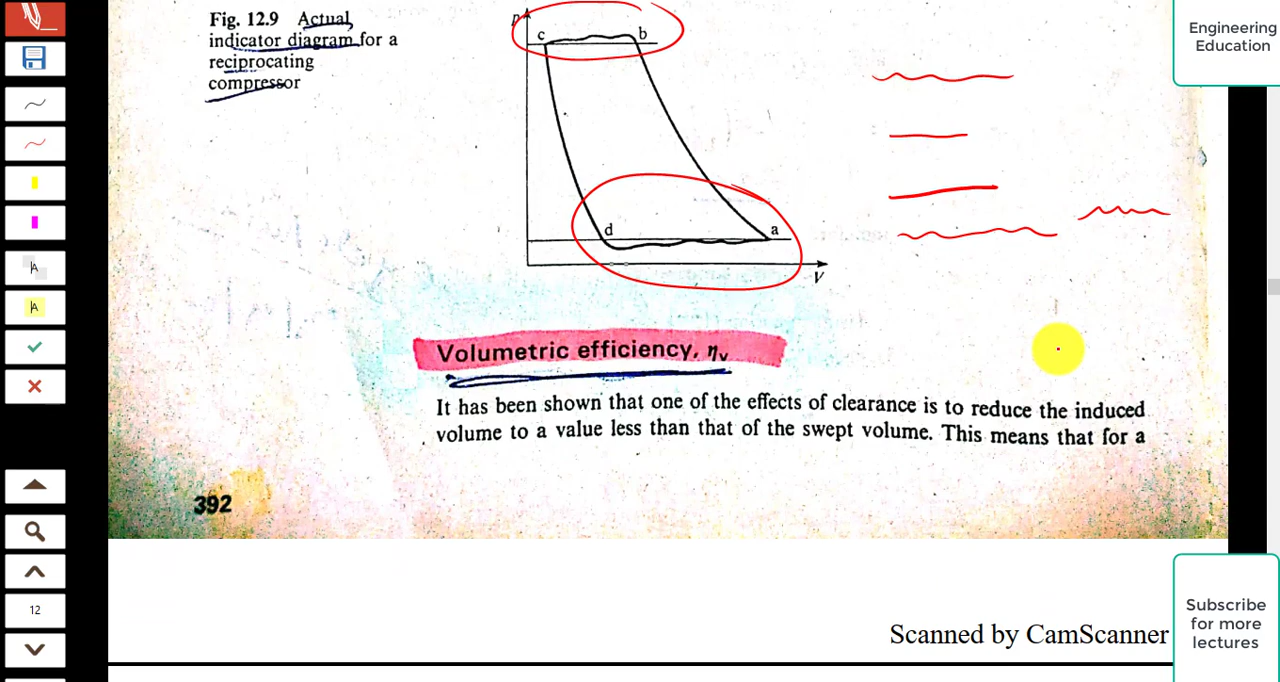 Fig. 12.9 Actual
indicator diagram for a
reciprocating
compressor
p
c
b
d
a
V
Volumetric efficiency, ηv
It has been shown that one of the effects of clearance is to reduce the induced
volume to a value less than that of the swept volume. This means that for a
392
Scanned by CamScanner
Engineering
Education
Subscribe
for more
lectures
A
A
12